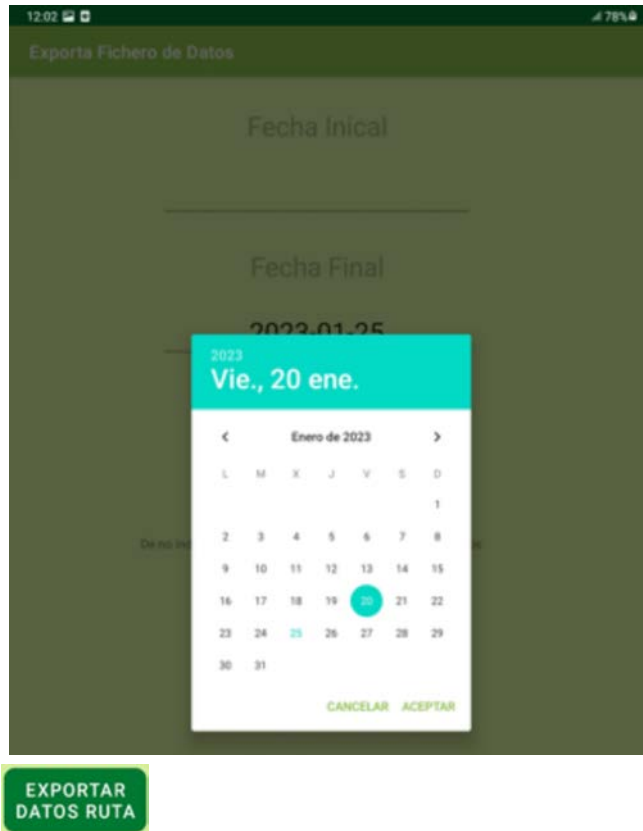 12:02
78%
Exporta Fichero de Datos
Fecha Inical
Fecha Final
2023-01-25
2023
Vie., 20 ene.
Enero de 2023
L M X J V S D
1
2 3 4 5 6 7 8
9 10 11 12 13 14 15
16 17 18 19 20 21 22
23 24 25 26 27 28 29
30 31
De no
CANCELAR ACEPTAR
EXPORTAR
DATOS RUTA